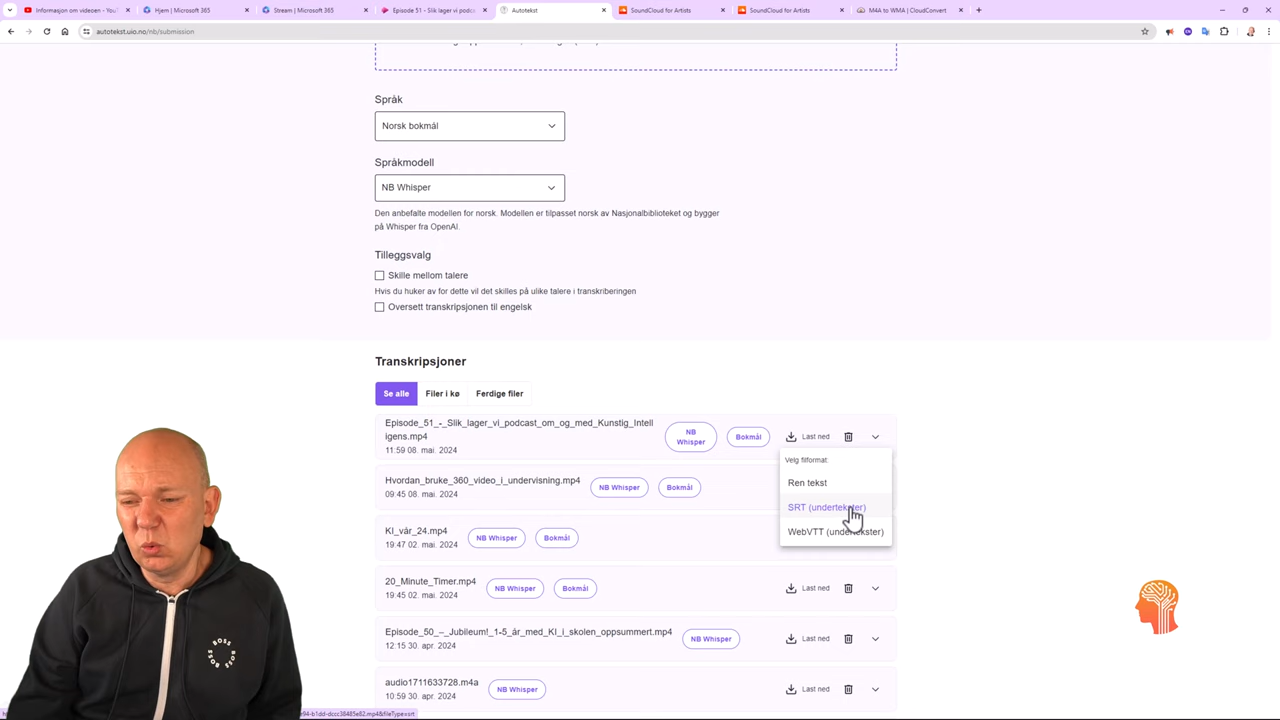 Informasjon om videoen - You
Hjem | Microsoft 365
Stream | Microsoft 365
Episode 51 - Slik lager vi podc
Autotekst
SoundCloud for Artists
SoundCloud for Artists
M4A to WMA | CloudConvert
autotekst.uio.no/nb/submission
Språk
Norsk bokmål
Språkmodell
NB Whisper
Den anbefalte modellen for norsk. Modellen er tilpasset norsk av Nasjonalbiblioteket og bygger
på Whisper fra OpenAI.
Tilleggsvalg
Skille mellom talere
Hvis du huker av for dette vil det skilles på ulike talere i transkriberingen
Oversett transkripsjonen til engelsk
Transkripsjoner
Se alle
Filer i kø
Ferdige filer
Episode_51_-_Slik_lager_vi_podcast_om_og_med_Kunstig_Intell
igens.mp4
11:59 08. mai. 2024
NB
Whisper
Bokmål
Last ned
Velg filformat:
Ren tekst
SRT (undertekster)
WebVTT (undertekster)
Hvordan_bruke_360_video_i_undervisning.mp4
09:45 08. mai. 2024
NB Whisper
Bokmål
KI_vår_24.mp4
19:47 02. mai. 2024
NB Whisper
Bokmål
20_Minute_Timer.mp4
19:45 02. mai. 2024
NB Whisper
Bokmål
Last ned
Episode_50_–_Jubileum!_1-5_år_med_KI_i_skolen_oppsummert.mp4
12:15 30. apr. 2024
NB Whisper
Last ned
audio1711633728.m4a
10:59 30. apr. 2024
NB Whisper
Last ned